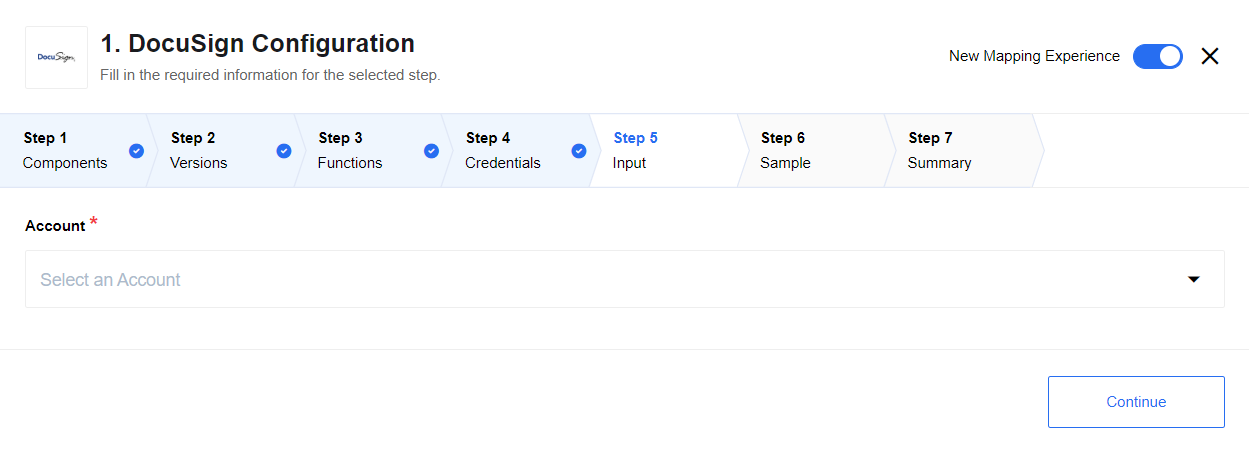 DocuSign
1. DocuSign Configuration
Fill in the required information for the selected step.
New Mapping Experience
Step 1
Components
Step 2
Versions
Step 3
Functions
Step 4
Credentials
Step 5
Input
Step 6
Sample
Step 7
Summary
Account *
Select an Account
Continue